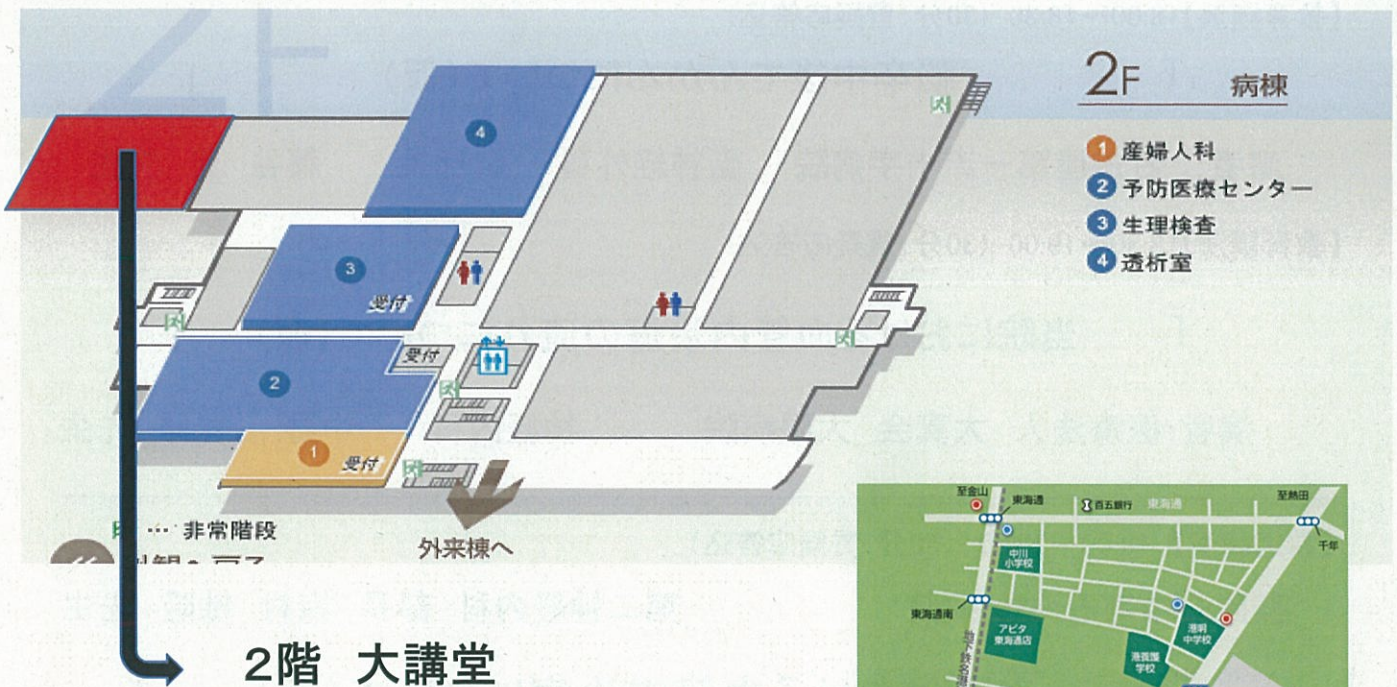 2F 病棟
1 産婦人科
2 予防医療センター
3 生理検査
4 透析室
4
3
受付
受付
2
1
受付
… 非常階段
外来棟へ
2階 大講堂
至金山
東海通
百五銀行
東海通
至熱田
千年
中川
小学校
東海通南
アピタ
東海通店
港明
中学校
港養護
学校